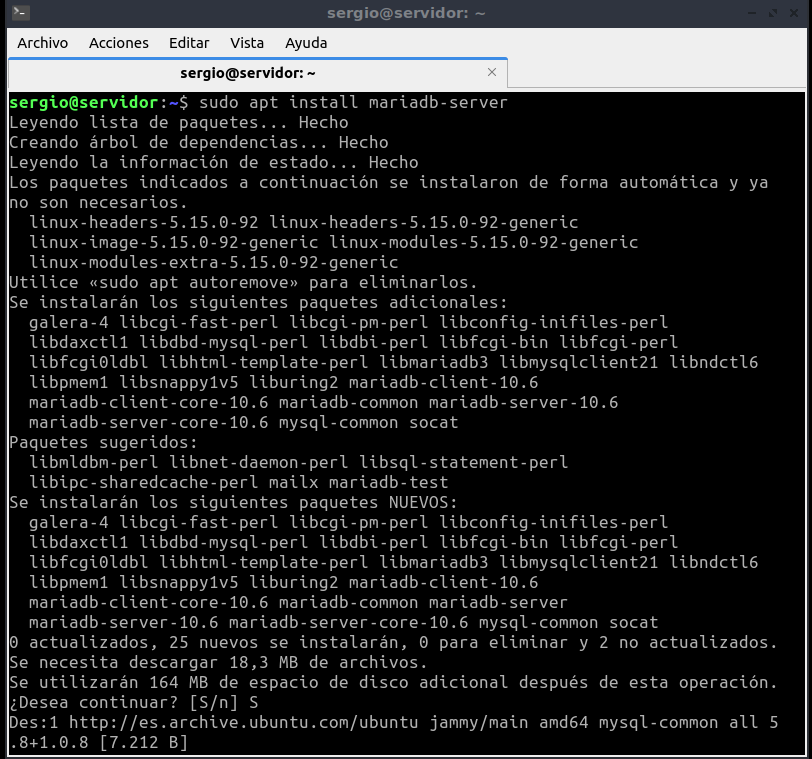 sergio@servidor: ~
Archivo Acciones Editar Vista Ayuda
sergio@servidor: ~
sergio@servidor:~$ sudo apt install mariadb-server
Leyendo lista de paquetes... Hecho
Creando árbol de dependencias... Hecho
Leyendo la información de estado... Hecho
Los paquetes indicados a continuación se instalaron de forma automática y ya
no son necesarios.
linux-headers-5.15.0-92 linux-headers-5.15.0-92-generic
linux-image-5.15.0-92-generic linux-modules-5.15.0-92-generic
linux-modules-extra-5.15.0-92-generic
Utilice «sudo apt autoremove» para eliminarlos.
Se instalarán los siguientes paquetes adicionales:
galera-4 libcgi-fast-perl libcgi-pm-perl libconfig-inifiles-perl
libdaxctl1 libdbd-mysql-perl libdbi-perl libfcgi-bin libfcgi-perl
libfcgi0ldbl libhtml-template-perl libmariadb3 libmysqlclient21 libndctl6
libpmem1 libsnappy1v5 liburing2 mariadb-client-10.6
mariadb-client-core-10.6 mariadb-common mariadb-server-10.6
mariadb-server-core-10.6 mysql-common socat
Paquetes sugeridos:
libmldbm-perl libnet-daemon-perl libsql-statement-perl
libipc-sharedcache-perl mailx mariadb-test
Se instalarán los siguientes paquetes NUEVOS:
galera-4 libcgi-fast-perl libcgi-pm-perl libconfig-inifiles-perl
libdaxctl1 libdbd-mysql-perl libdbi-perl libfcgi-bin libfcgi-perl
libfcgi0ldbl libhtml-template-perl libmariadb3 libmysqlclient21 libndctl6
libpmem1 libsnappy1v5 liburing2 mariadb-client-10.6
mariadb-client-core-10.6 mariadb-common mariadb-server
mariadb-server-10.6 mariadb-server-core-10.6 mysql-common socat
0 actualizados, 25 nuevos se instalarán, 0 para eliminar y 2 no actualizados.
Se necesita descargar 18,3 MB de archivos.
Se utilizarán 164 MB de espacio de disco adicional después de esta operación.
¿Desea continuar? [S/n] S
Des:1 http://es.archive.ubuntu.com/ubuntu jammy/main amd64 mysql-common all 5
.8+1.0.8 [7.212 B]